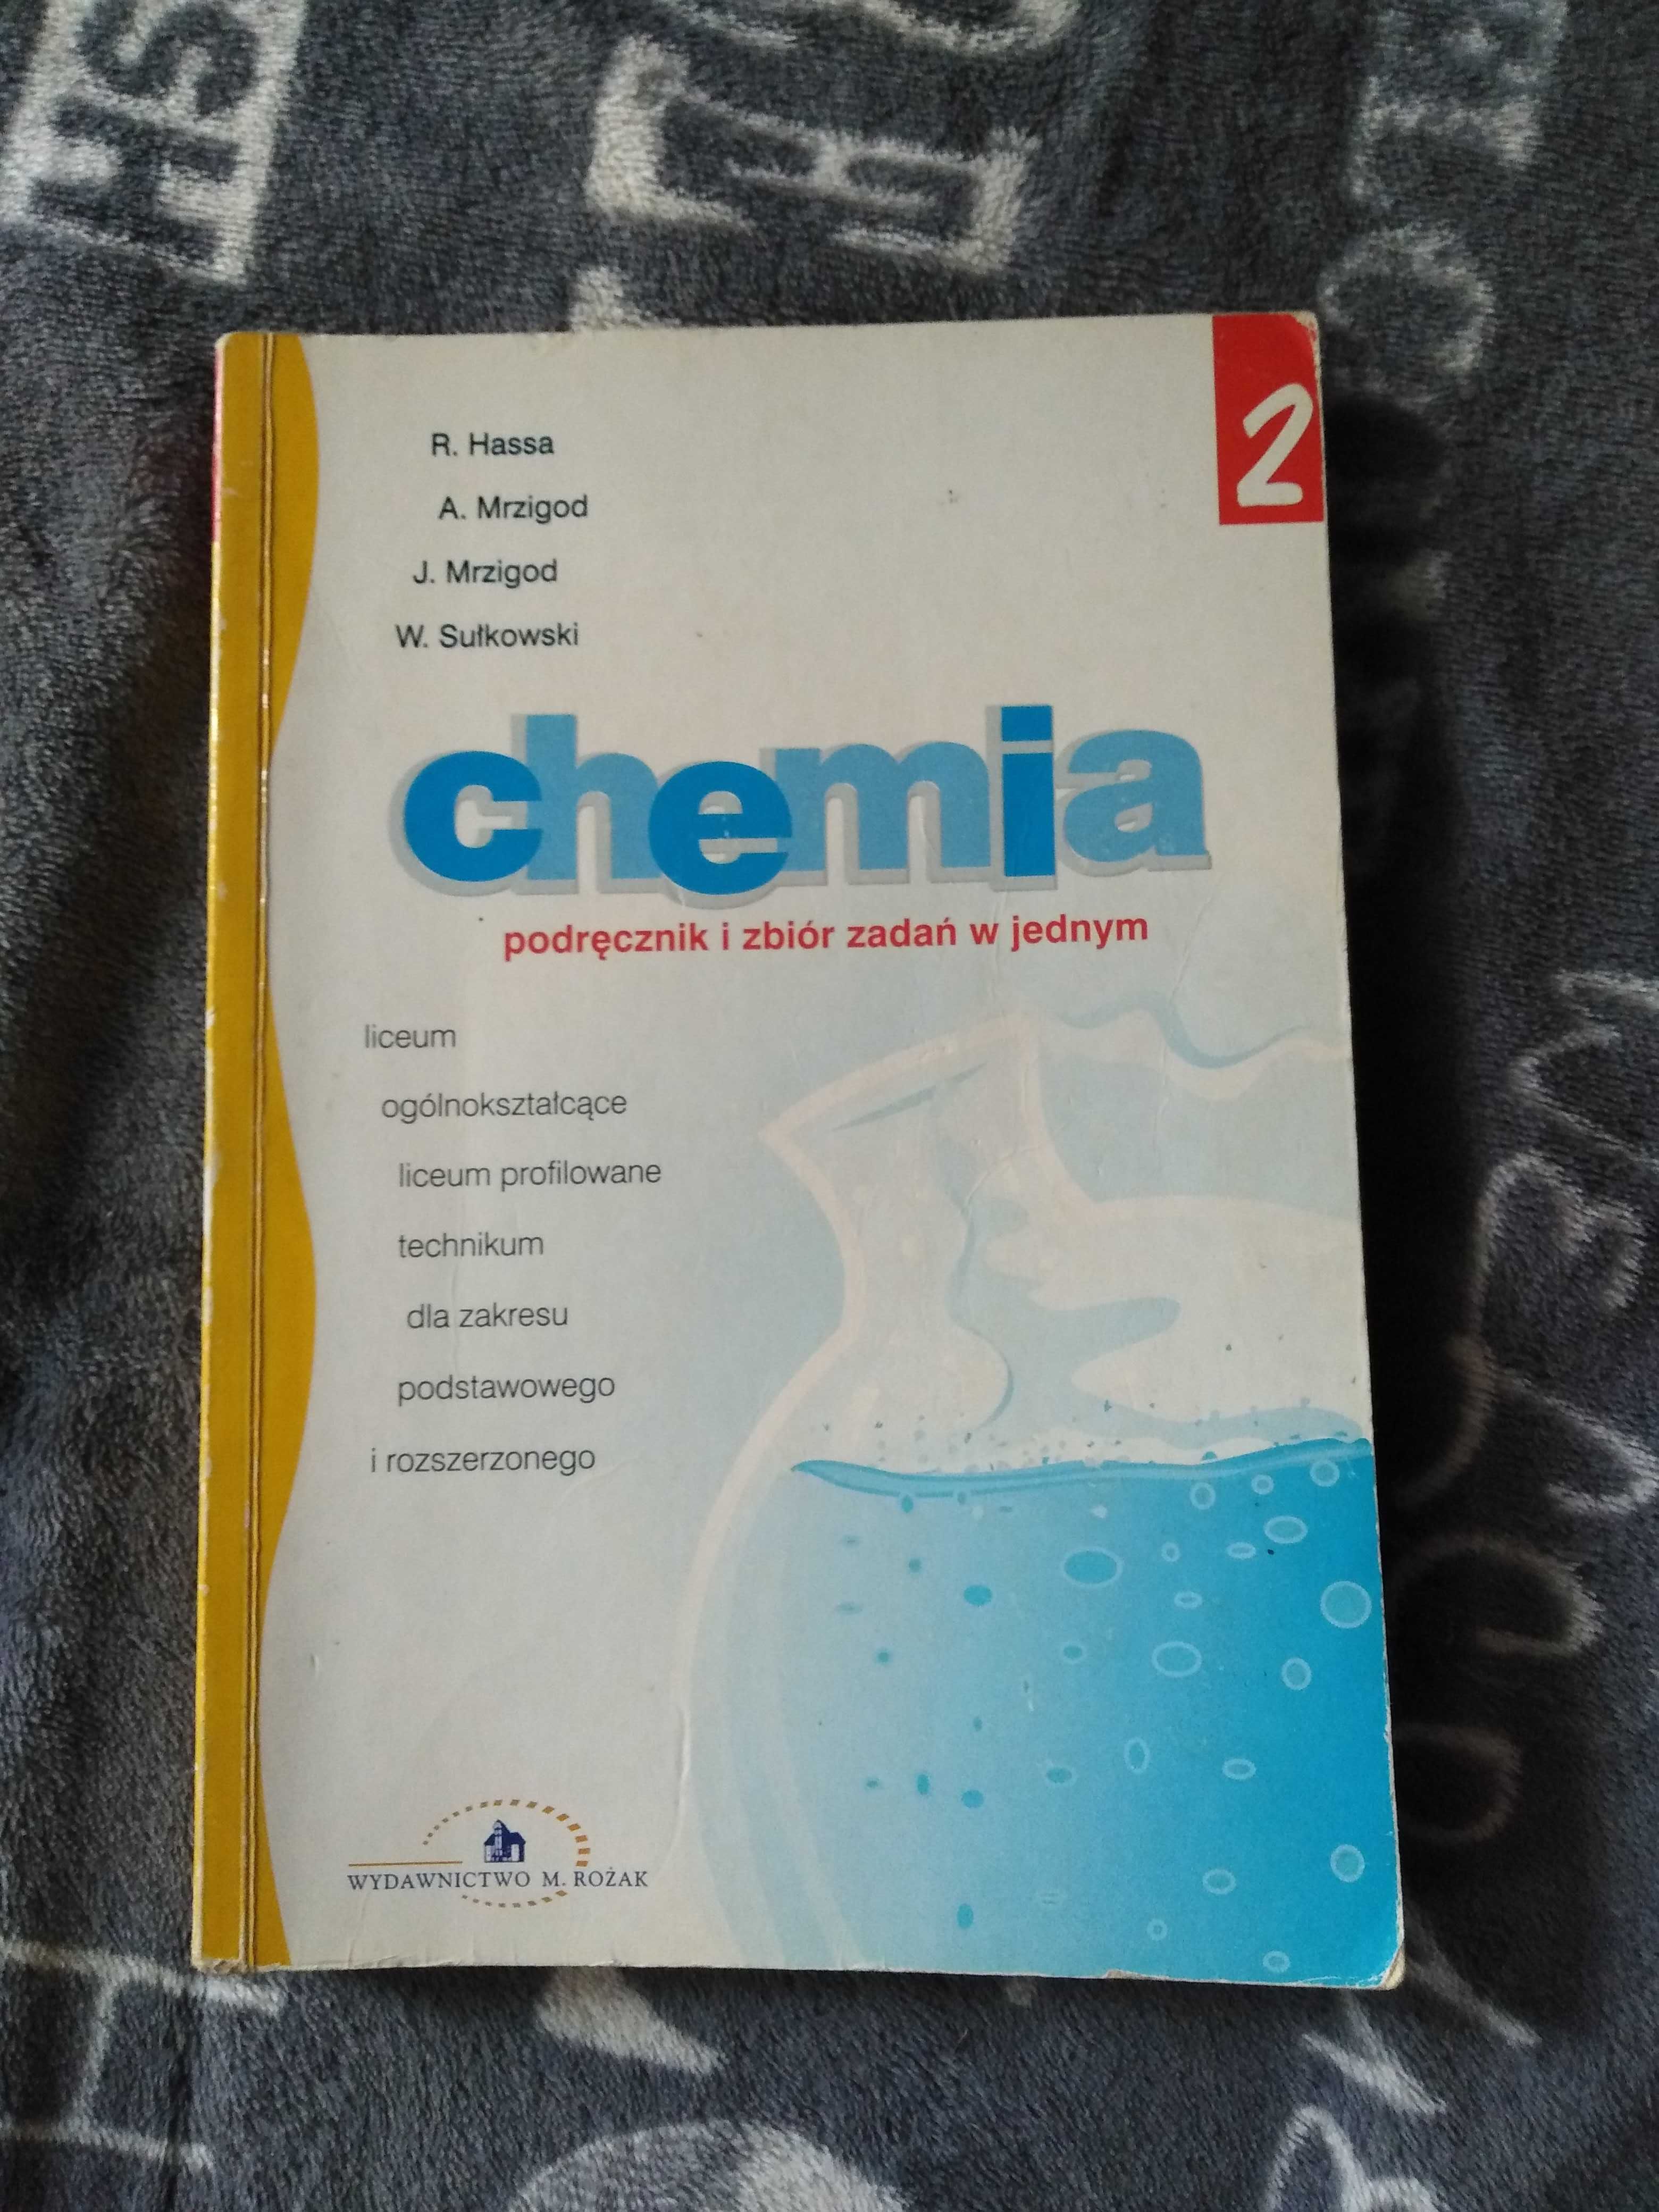 R. Hassa
A. Mrzigod
J. Mrzigod
W. Sułkowski
2
chemia
podręcznik i zbiór zadań w jednym
liceum
ogólnokształcące
liceum profilowane
technikum
dla zakresu
podstawowego
i rozszerzonego
WYDAWNICTWO M. ROŻAK